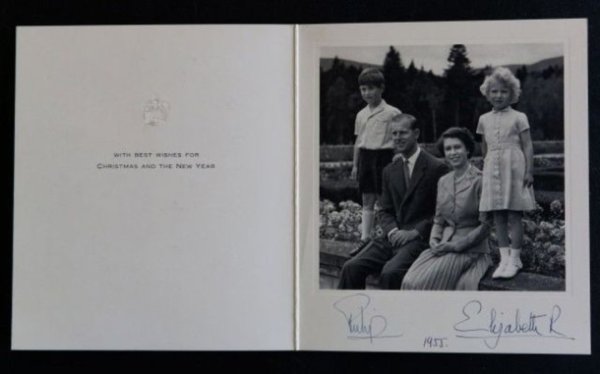 WITH BEST WISHES FOR
CHRISTMAS AND THE NEW YEAR
Philip
Elizabeth R
1955.